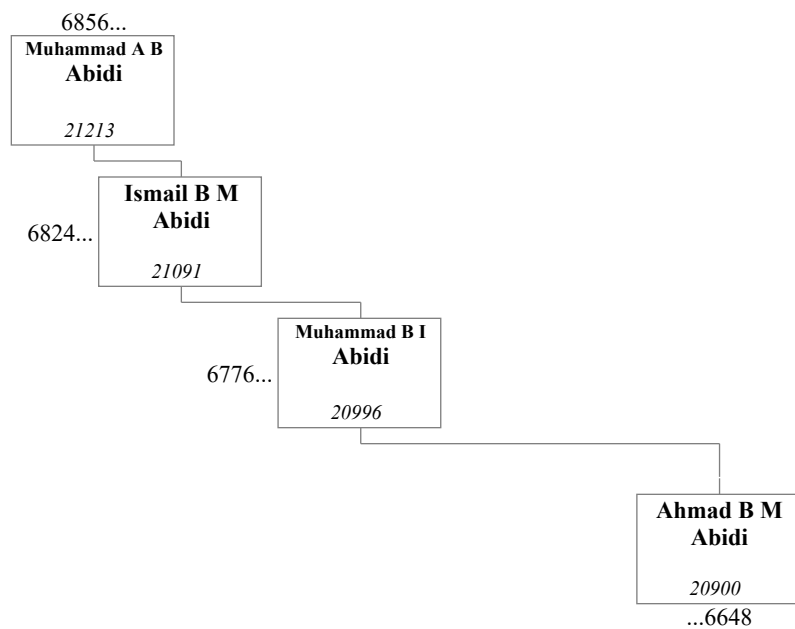 6856...
Muhammad A B
Abidi
21213
Ismail B M
Abidi
21091
6824...
Muhammad B I
Abidi
20996
6776...
Ahmad B M
Abidi
20900
...6648